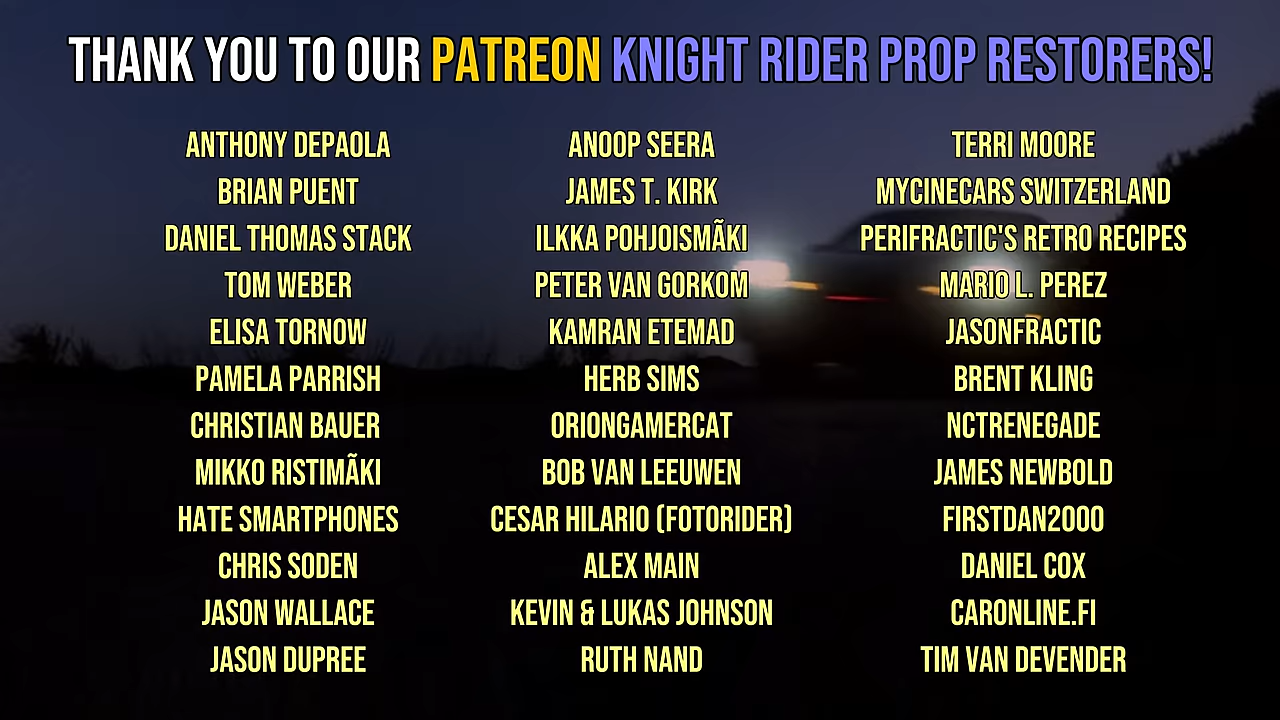 THANK YOU TO OUR PATREON KNIGHT RIDER PROP RESTORERS!
ANTHONY DEPAOLA
BRIAN PUENT
DANIEL THOMAS STACK
TOM WEBER
ELISA TORNOW
PAMELA PARRISH
CHRISTIAN BAUER
MIKKO RISTIMÃKI
HATE SMARTPHONES
CHRIS SODEN
JASON WALLACE
JASON DUPREE
ANOOP SEERA
JAMES T. KIRK
ILKKA POHJOISMÃKI
PETER VAN GORKOM
KAMRAN ETEMAD
HERB SIMS
ORIONGAMERCAT
BOB VAN LEEUWEN
CESAR HILARIO (FOTORIDER)
ALEX MAIN
KEVIN & LUKAS JOHNSON
RUTH NAND
TERRI MOORE
MYCINECARS SWITZERLAND
PERIFRACTIC'S RETRO RECIPES
MARIO L. PEREZ
JASONFRACTIC
BRENT KLING
NCTRENEGADE
JAMES NEWBOLD
FIRSTDAN2000
DANIEL COX
CARONLINE.FI
TIM VAN DEVENDER